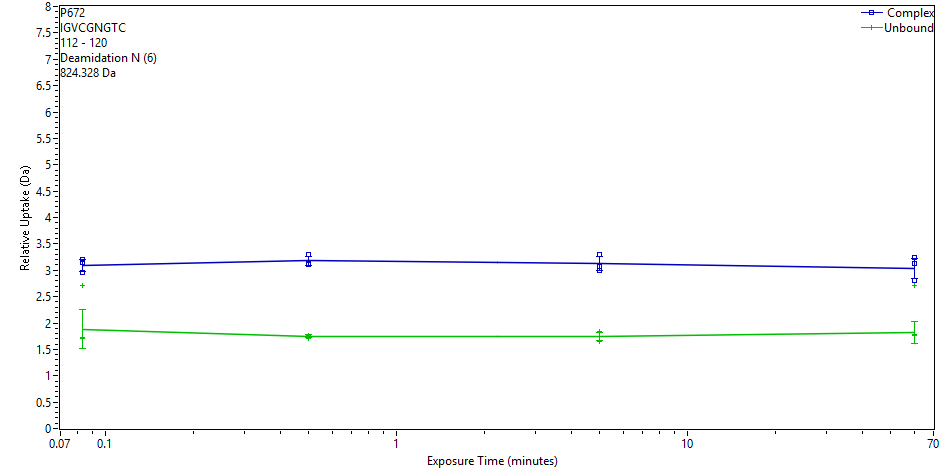 P672
IGVCGNGTC
112 - 120
Deamidation N (6)
824.328 Da
Complex
Unbound
8
7.5
7
6.5
6
5.5
5
4.5
4
3.5
3
2.5
2
1.5
1
0.5
0
Relative Uptake (Da)
0.07
0.1
1
10
70
Exposure Time (minutes)